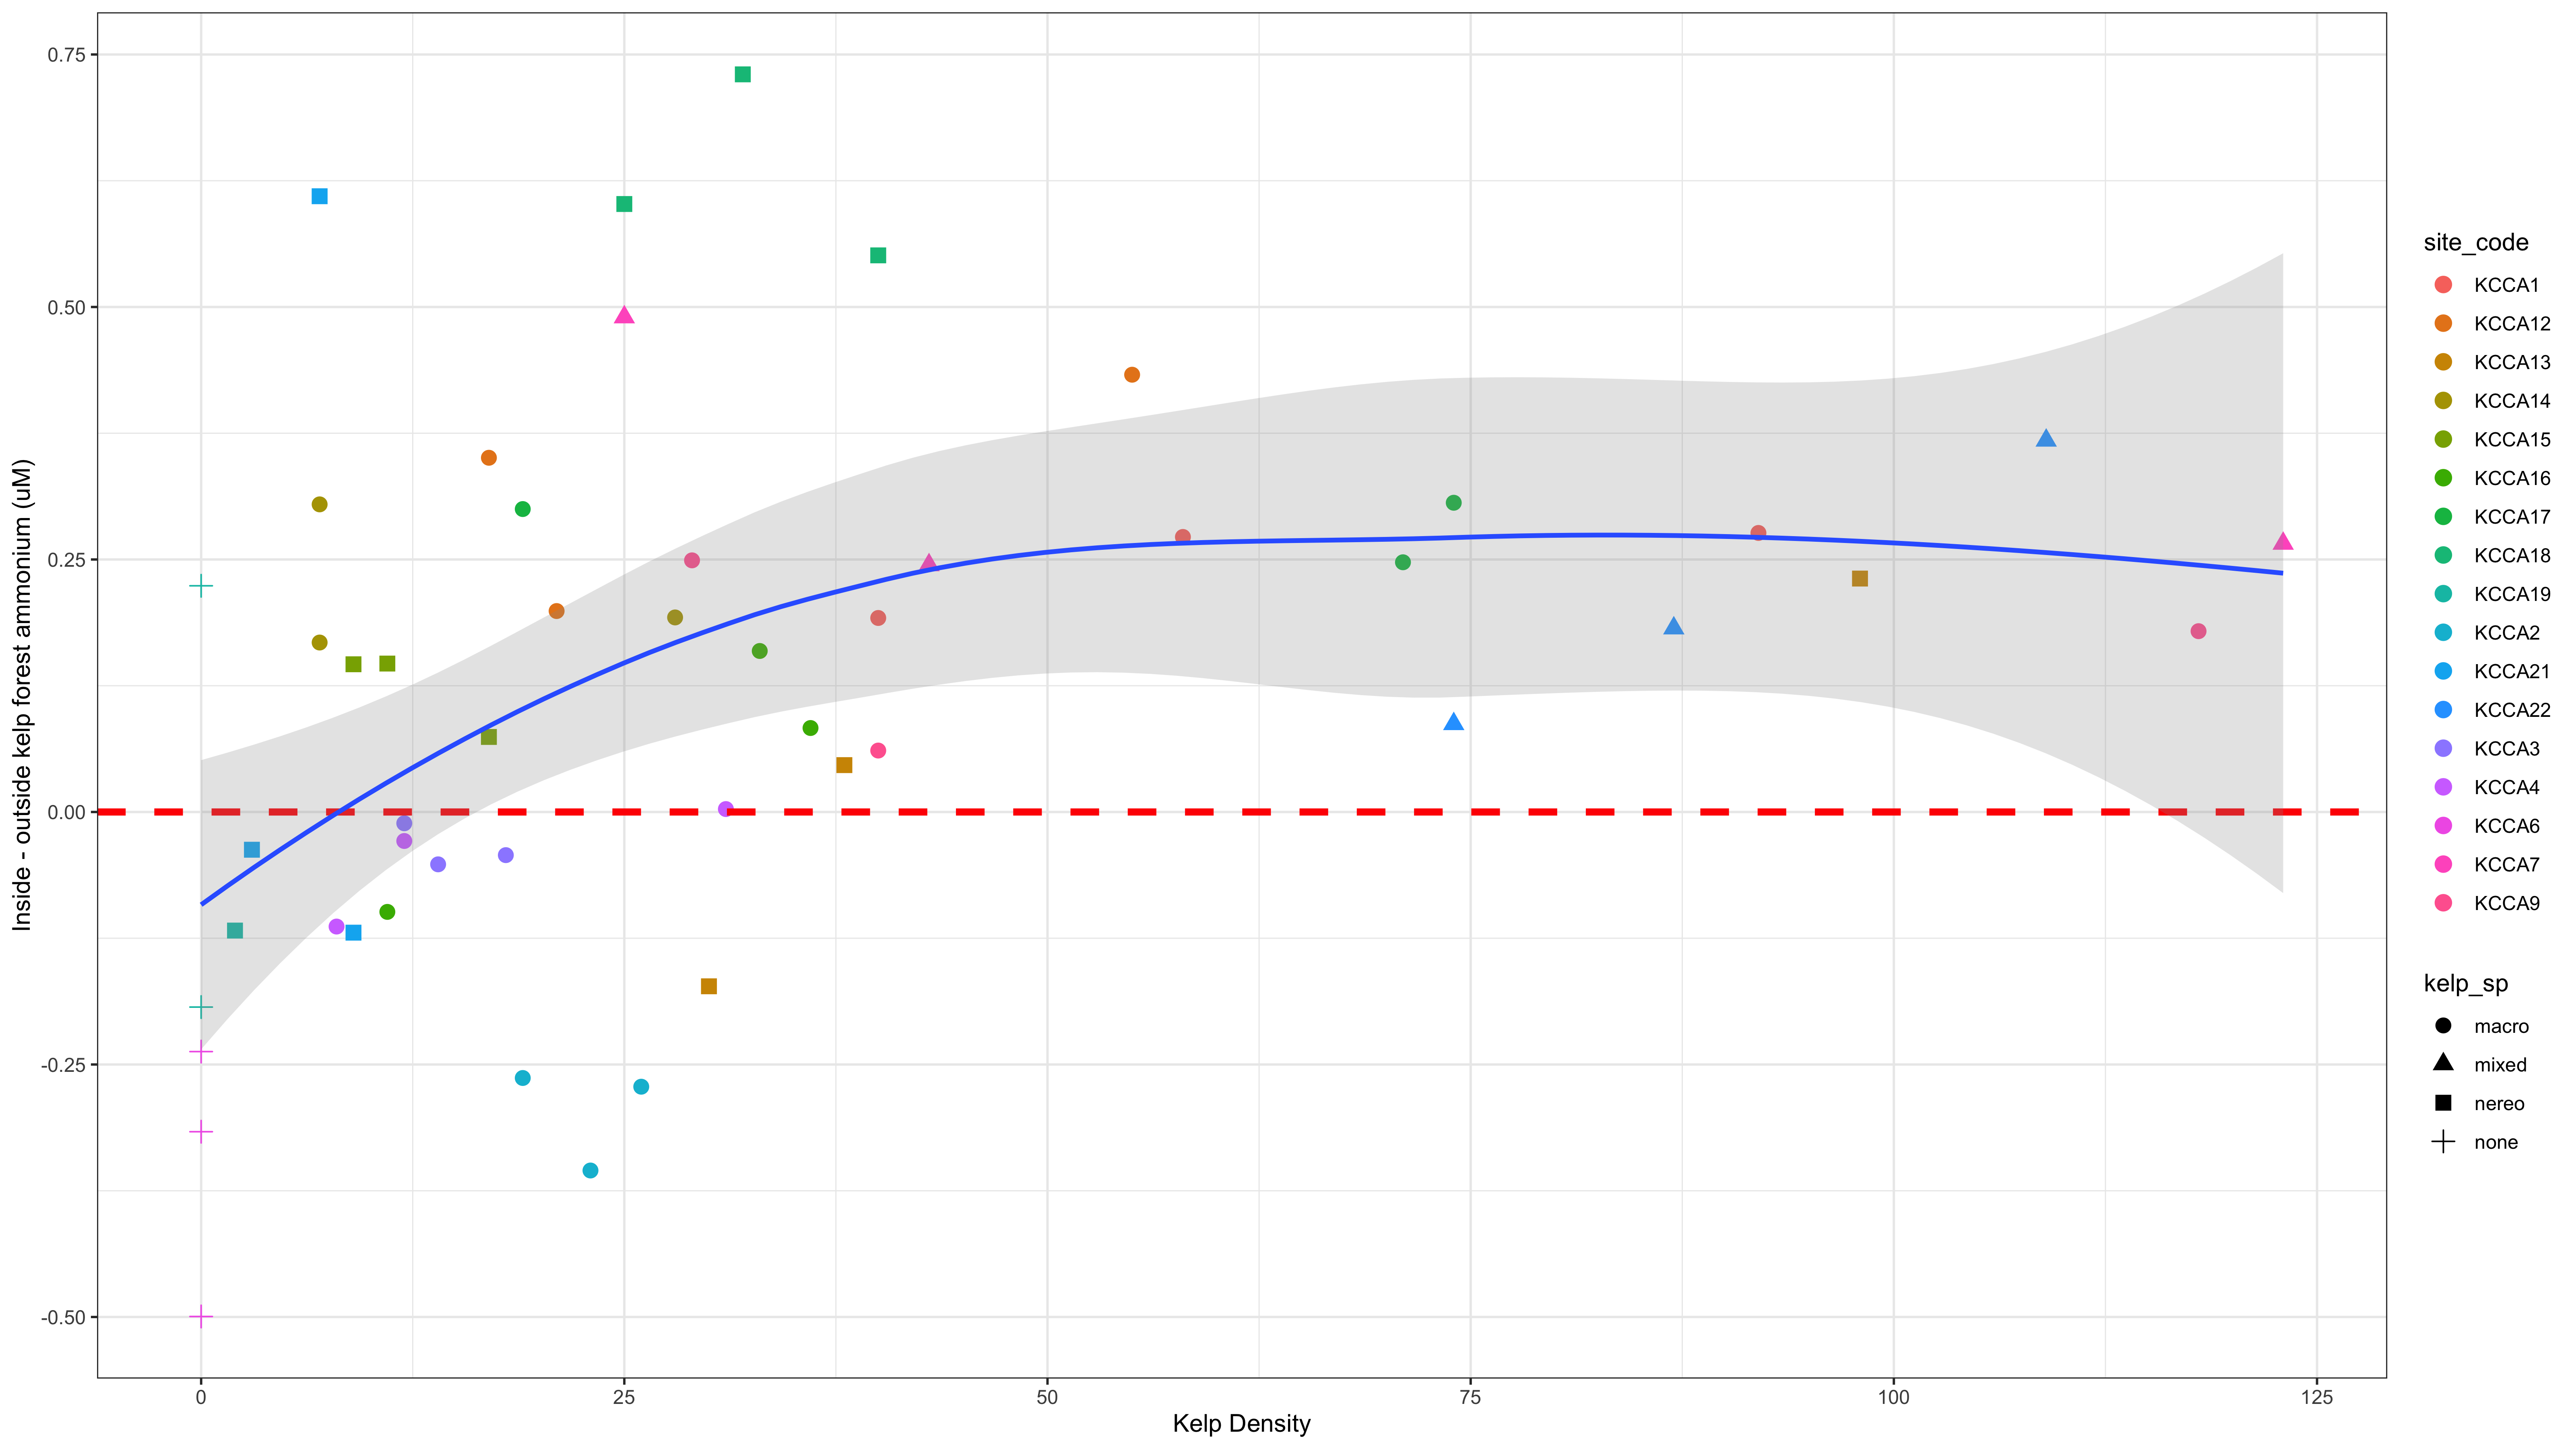 0.75
0.50
0.25
0.00
-0.25
-0.50
Inside - outside kelp forest ammonium (uM)
0 25 50 75 100 125
Kelp Density
site_code
KCCA1
KCCA12
KCCA13
KCCA14
KCCA15
KCCA16
KCCA17
KCCA18
KCCA19
KCCA2
KCCA21
KCCA22
KCCA3
KCCA4
KCCA6
KCCA7
KCCA9
kelp_sp
macro
mixed
nereo
none